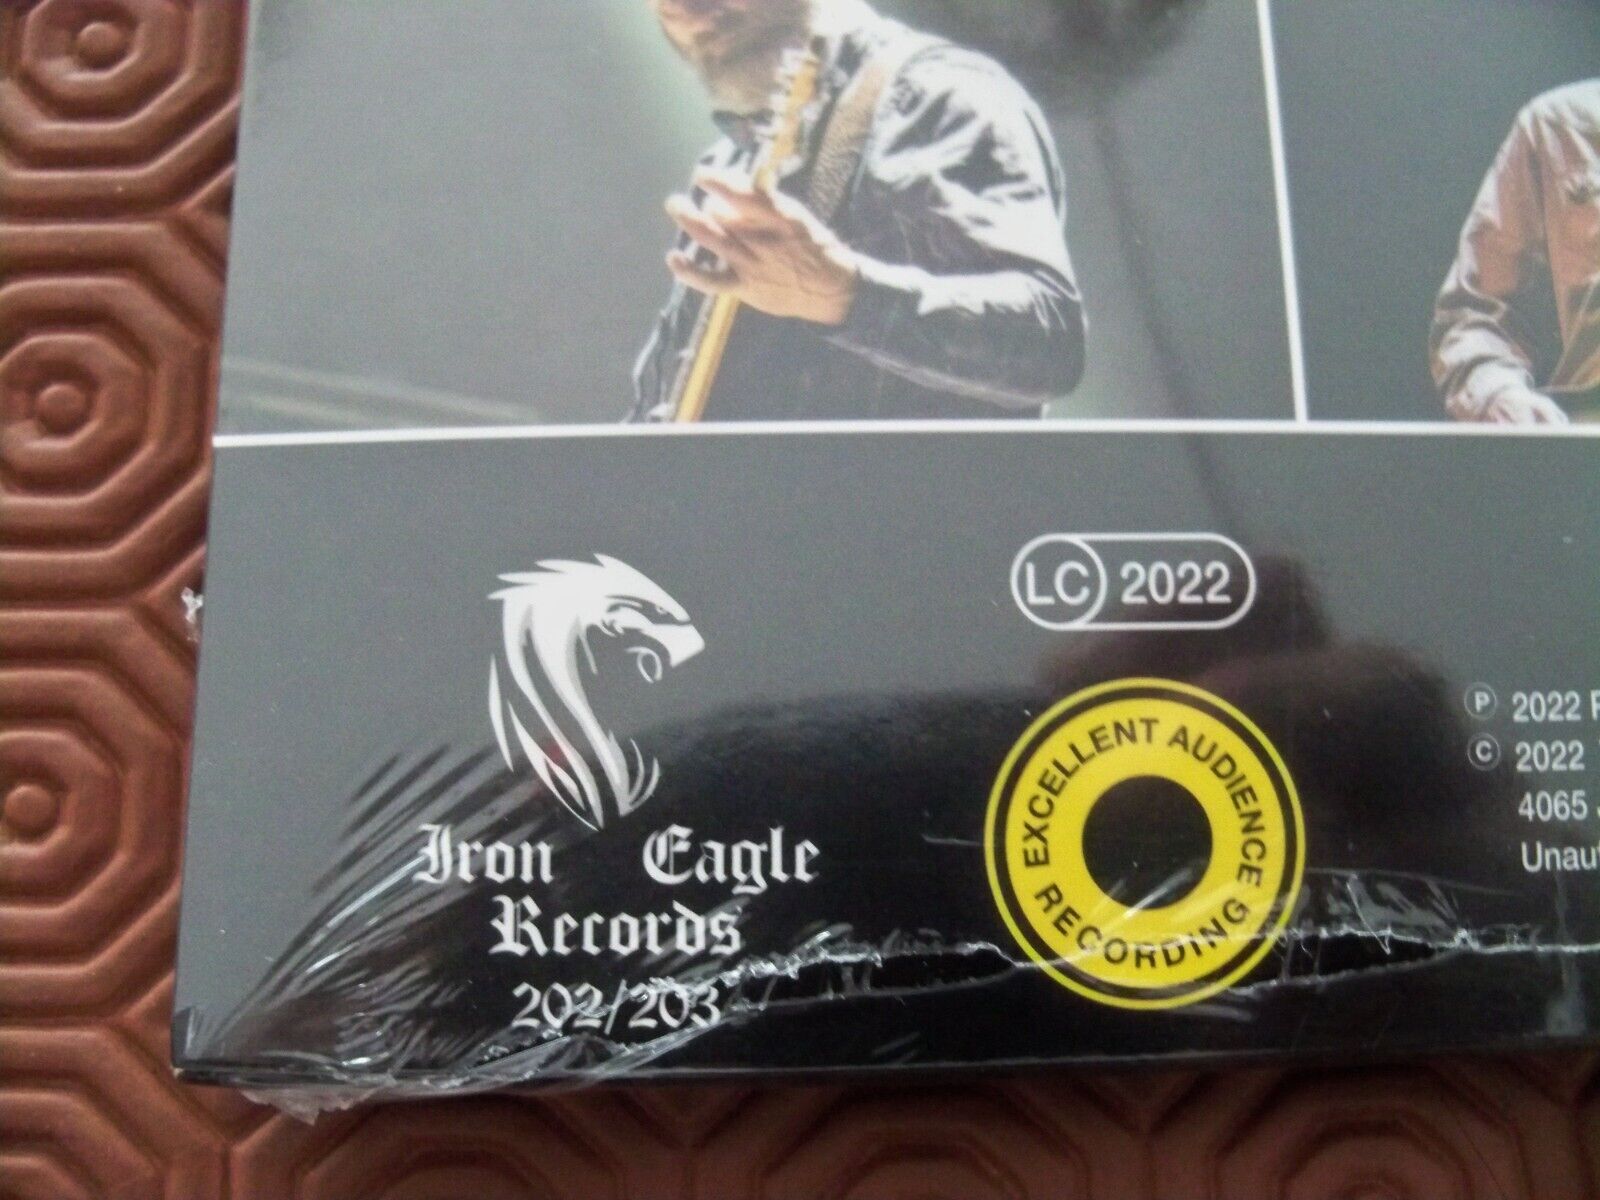 LC 2022
EXCELLENT AUDIENCE RECORDING
Iron Eagle
Records
202/203
Ⓟ 2022
Ⓒ 2022
4065